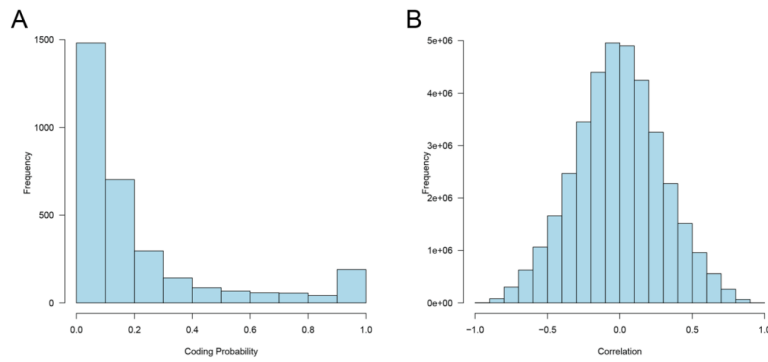 A
B
1500
1000
500
0
Frequency
0.0 0.2 0.4 0.6 0.8 1.0
Coding Probability
5e+06
4e+06
3e+06
2e+06
1e+06
0e+00
Frequency
−1.0 −0.5 0.0 0.5 1.0
Correlation